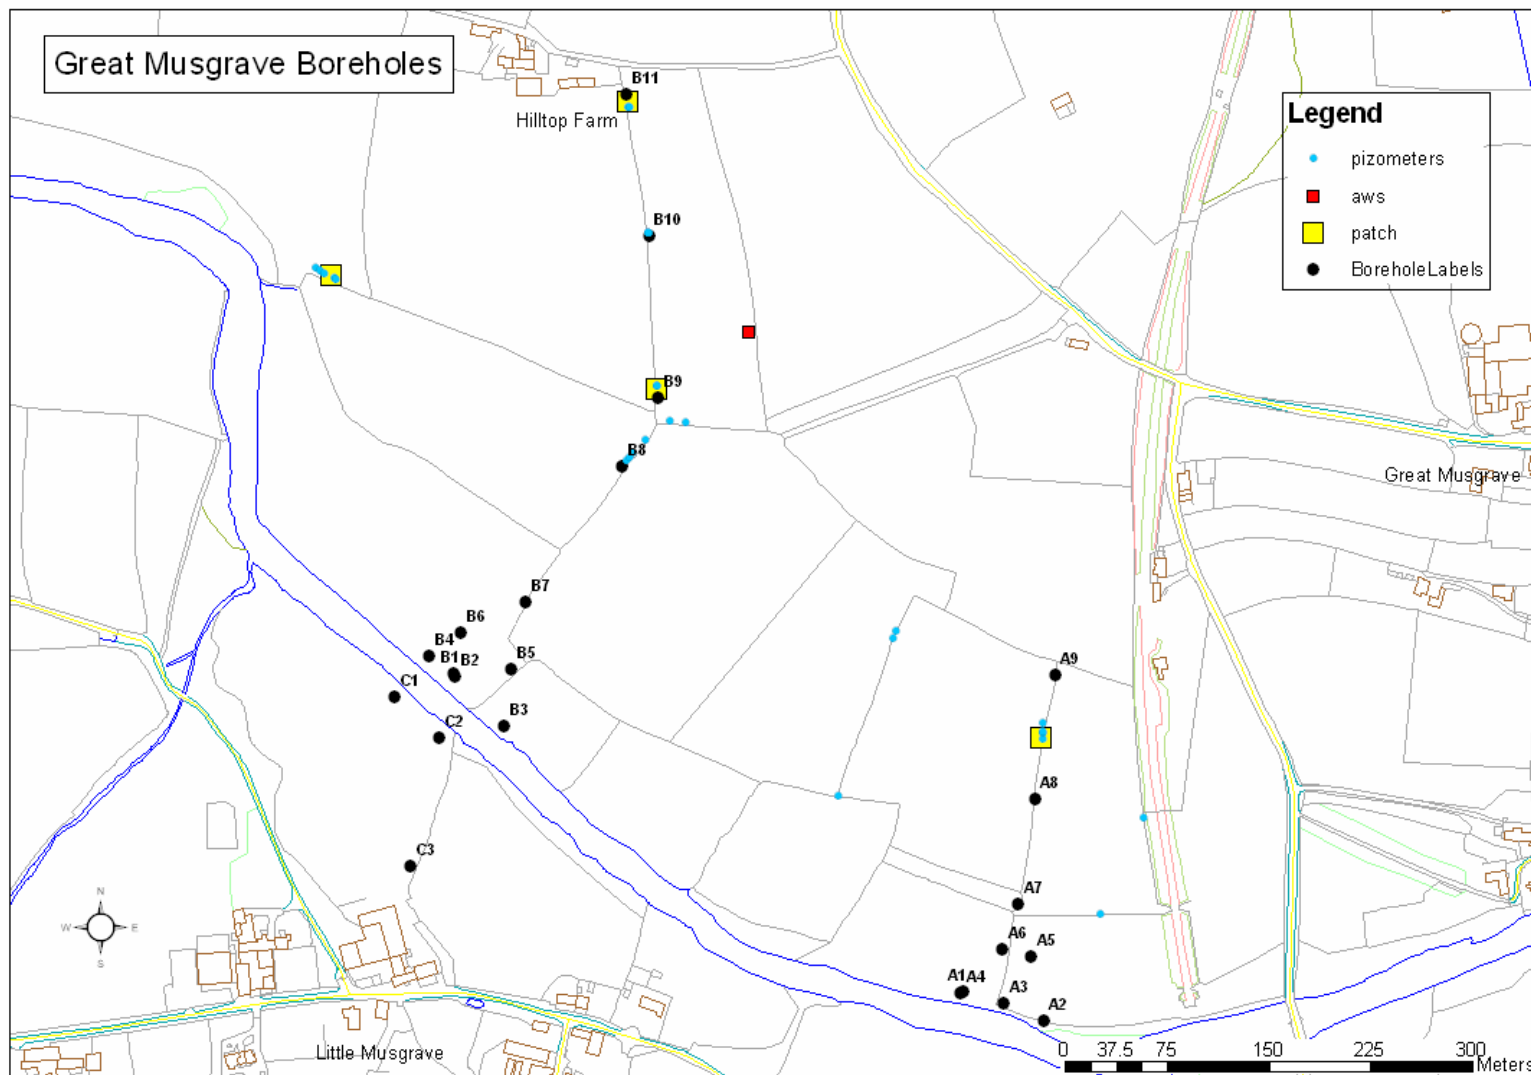 Great Musgrave Boreholes
B11
Hilltop Farm
Legend
pizometers
aws
patch
BoreholeLabels
B10
B9
B8
Great Musgrave
B7
B6
B4
B1
B2
B5
C1
C2
B3
A9
A8
C3
A7
N
W
E
S
A6
A5
A1
A4
A3
A2
Little Musgrave
0 37.5 75 150 225 300
Meters